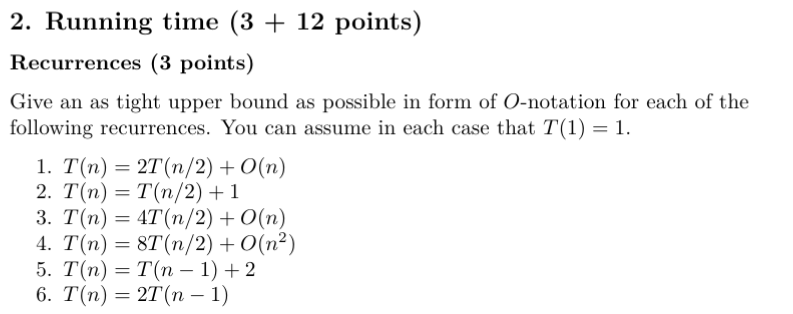 2. Running time (3 + 12 points)
Recurrences (3 points)
Give an as tight upper bound as possible in form of O-notation for each of the
following recurrences. You can assume in each case that T(1) = 1.
1. T(n) = 2T(n/2) + O(n)
2. T(n) = T(n/2) + 1
3. T(n) = 4T(n/2) + O(n)
4. T(n) = 8T(n/2) + O(n²)
5. T(n) = T(n − 1) + 2
6. T(n) = 2T(n − 1)